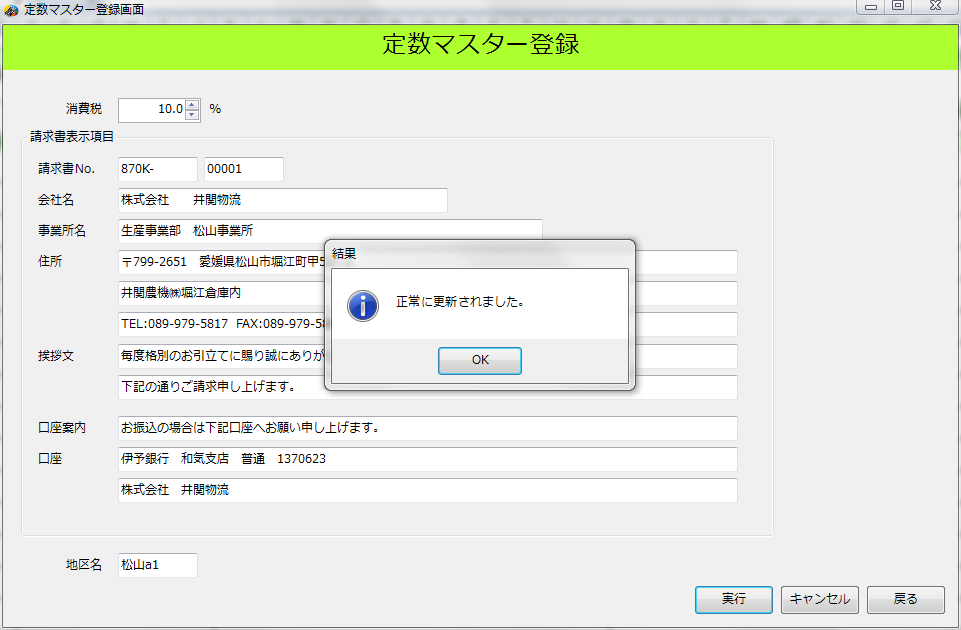 定数マスター登録画面
定数マスター登録
消費税 10.0 %
請求書表示項目
請求書No. 870K- 00001
会社名 株式会社　　井関物流
事業所名 生産事業部　松山事業所
住所 〒799-2651　愛媛県松山市堀江町甲
井関農機㈱堀江倉庫内
TEL:089-979-5817 FAX:089-979-58
挨拶文 毎度格別のお引立てに賜り誠にありが
下記の通りご請求申し上げます。
結果
正常に更新されました。
OK
口座案内 お振込の場合は下記口座へお願い申し上げます。
口座 伊予銀行　和気支店　普通　1370623
株式会社　井関物流
地区名 松山a1
実行 キャンセル 戻る